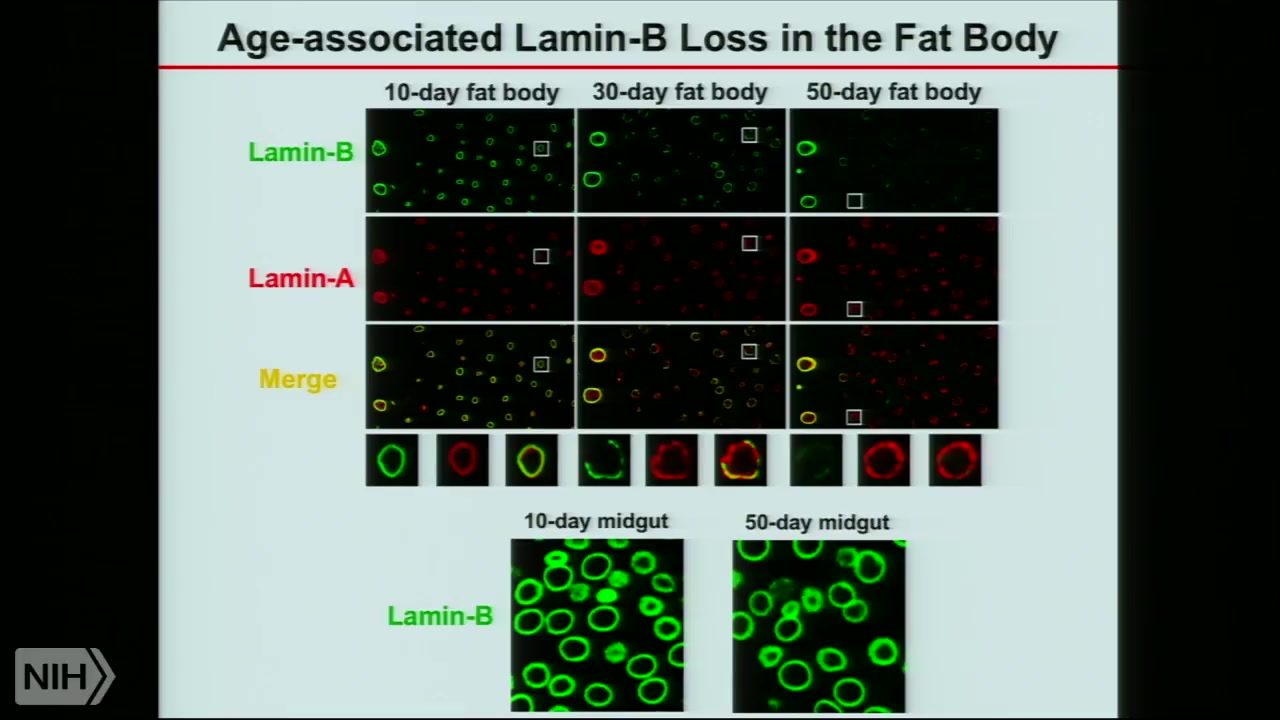 Age-associated Lamin-B Loss in the Fat Body
10-day fat body 30-day fat body 50-day fat body
Lamin-B
Lamin-A
Merge
10-day midgut 50-day midgut
Lamin-B
NIH